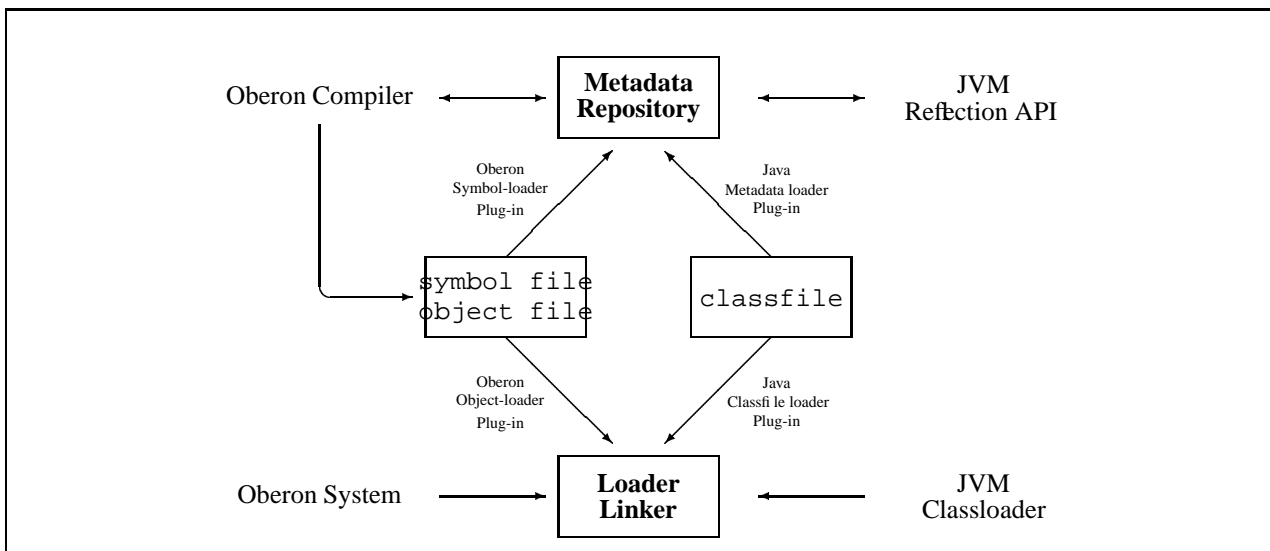 Oberon Compiler
Metadada
Repository
JVM
Reflection API
Oberon
Symbol-loader
Plug-in
Java
Metadata loader
Plug-in
symbol file
object file
classfile
Oberon
Object-loader
Plug-in
Java
Classfile loader
Plug-in
Oberon System
Loader
Linker
JVM
Classloader